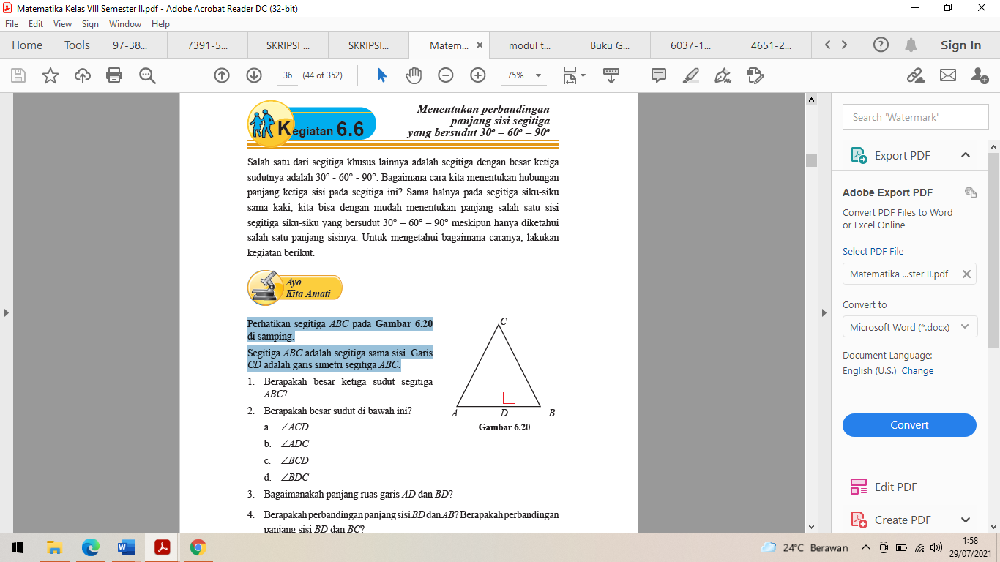 Matematika Kelas VIII Semester II.pdf - Adobe Acrobat Reader DC (32-bit)
File Edit View Sign Window Help
Home Tools 97-38... 7391-5... SKRIPSI ... SKRIPSI... Matem... × modul t... Buku G... 6037-1... 4651-2... Sign In
36 (44 of 352) 75%
Kegiatan 6.6
Menentukan perbandingan
panjang sisi segitiga
yang bersudut 30° – 60° – 90°
Salah satu dari segitiga khusus lainnya adalah segitiga dengan besar ketiga
sudutnya adalah 30° - 60° - 90°. Bagaimana cara kita menentukan hubungan
panjang ketiga sisi pada segitiga ini? Sama halnya pada segitiga siku-siku
sama kaki, kita bisa dengan mudah menentukan panjang salah satu sisi
segitiga siku-siku yang bersudut 30° – 60° – 90° meskipun hanya diketahui
salah satu panjang sisinya. Untuk mengetahui bagaimana caranya, lakukan
kegiatan berikut.
Ayo
Kita Amati
Perhatikan segitiga ABC pada Gambar 6.20
di samping.
Segitiga ABC adalah segitiga sama sisi. Garis
CD adalah garis simetri segitiga ABC.
1. Berapakah besar ketiga sudut segitiga
ABC?
2. Berapakah besar sudut di bawah ini?
a. ∠ACD
b. ∠ADC
c. ∠BCD
d. ∠BDC
3. Bagaimanakah panjang ruas garis AD dan BD?
4. Berapakah perbandingan panjang sisi BD dan AB? Berapakah perbandingan
panjang sisi BD dan BC?
C
A D B
Gambar 6.20
Search 'Watermark'
Export PDF
Adobe Export PDF
Convert PDF Files to Word
or Excel Online
Select PDF File
Matematika ...ster II.pdf
Convert to
Microsoft Word (*.docx)
Document Language:
English (U.S.) Change
Convert
Edit PDF
Create PDF
24°C Berawan
1:58
29/07/2021